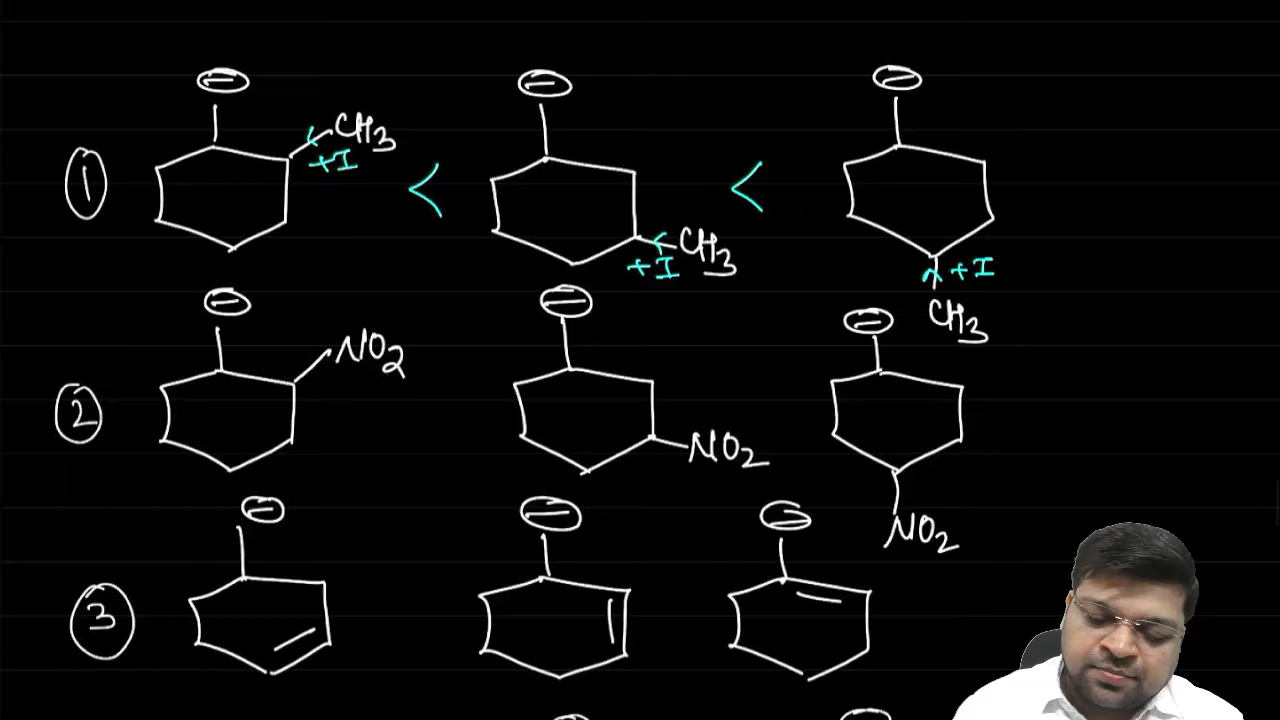 ① ⊖ CH3 +I < ⊖ CH3 +I < ⊖ +I CH3
② ⊖ NO2 ⊖ NO2 ⊖ NO2
③ ⊖ ⊖ ⊖